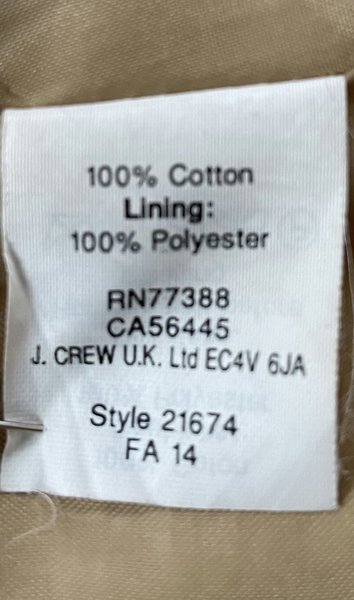 100% Cotton
Lining:
100% Polyester
RN77388
CA56445
J. CREW U.K. Ltd EC4V 6JA
Style 21674
FA 14